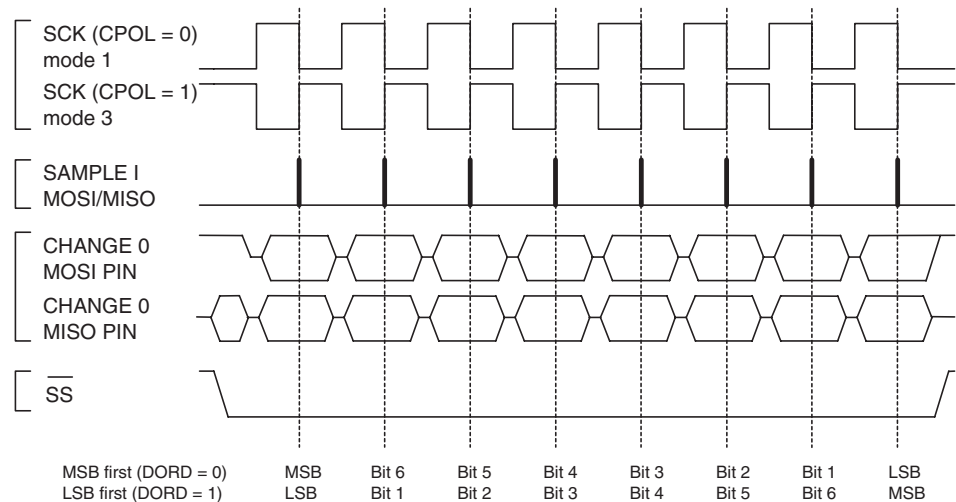 SCK (CPOL = 0)
mode 1
SCK (CPOL = 1)
mode 3
SAMPLE I
MOSI/MISO
CHANGE 0
MOSI PIN
CHANGE 0
MISO PIN
SS
MSB first (DORD = 0) MSB Bit 6 Bit 5 Bit 4 Bit 3 Bit 2 Bit 1 LSB
LSB first (DORD = 1) LSB Bit 1 Bit 2 Bit 3 Bit 4 Bit 5 Bit 6 MSB